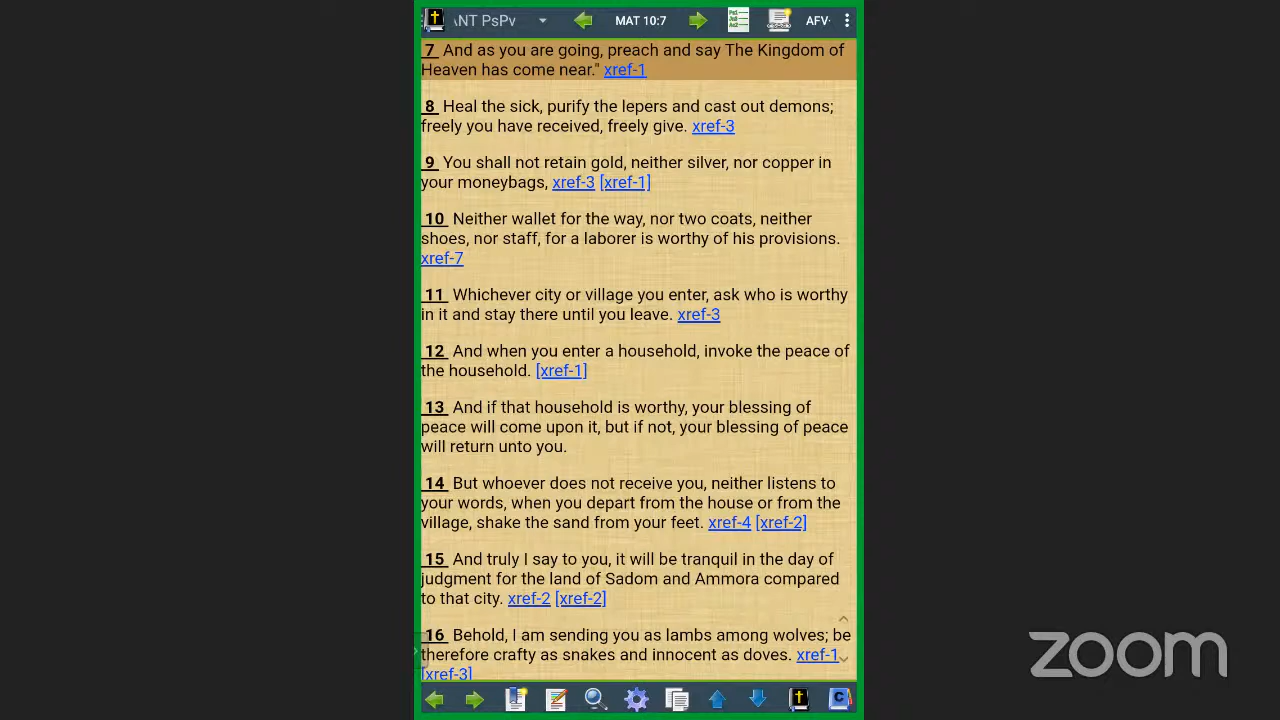 NT PsPv MAT 10:7 AFV
7 And as you are going, preach and say The Kingdom of
Heaven has come near." xref-1
8 Heal the sick, purify the lepers and cast out demons;
freely you have received, freely give. xref-3
9 You shall not retain gold, neither silver, nor copper in
your moneybags, xref-3 [xref-1]
10 Neither wallet for the way, nor two coats, neither
shoes, nor staff, for a laborer is worthy of his provisions.
xref-7
11 Whichever city or village you enter, ask who is worthy
in it and stay there until you leave. xref-3
12 And when you enter a household, invoke the peace of
the household. [xref-1]
13 And if that household is worthy, your blessing of
peace will come upon it, but if not, your blessing of peace
will return unto you.
14 But whoever does not receive you, neither listens to
your words, when you depart from the house or from the
village, shake the sand from your feet. xref-4 [xref-2]
15 And truly I say to you, it will be tranquil in the day of
judgment for the land of Sadom and Ammora compared
to that city. xref-2 [xref-2]
16 Behold, I am sending you as lambs among wolves; be
therefore crafty as snakes and innocent as doves. xref-1
[xref-3]
C
zoom